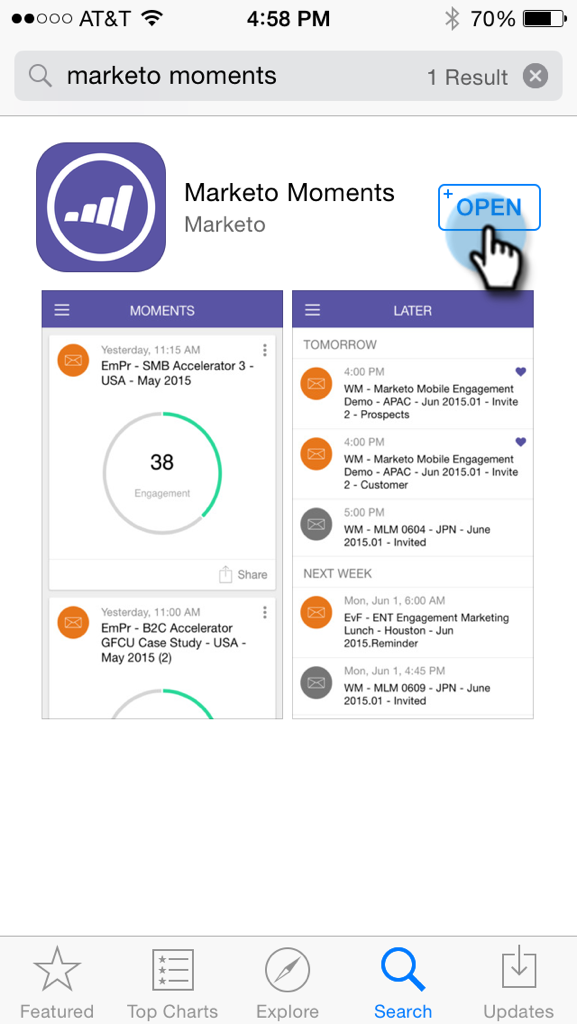 AT&T 4:58 PM 70%
marketo moments 1 Result
Marketo Moments
Marketo
+ OPEN
MOMENTS
Yesterday, 11:15 AM
EmPr - SMB Accelerator 3 -
USA - May 2015
38
Engagement
Share
Yesterday, 11:00 AM
EmPr - B2C Accelerator
GFCU Case Study - USA -
May 2015 (2)
LATER
TOMORROW
4:00 PM
WM - Marketo Mobile Engagement
Demo - APAC - Jun 2015.01 - Invite
2 - Prospects
4:00 PM
WM - Marketo Mobile Engagement
Demo - APAC - Jun 2015.01 - Invite
2 - Customer
5:00 PM
WM - MLM 0604 - JPN - June
2015.01 - Invited
NEXT WEEK
Mon, Jun 1, 6:00 AM
EvF - ENT Engagement Marketing
Lunch - Houston - Jun
2015.Reminder
Mon, Jun 1, 4:45 PM
WM - MLM 0609 - JPN - June
2015.01 - Invited
Featured Top Charts Explore Search Updates